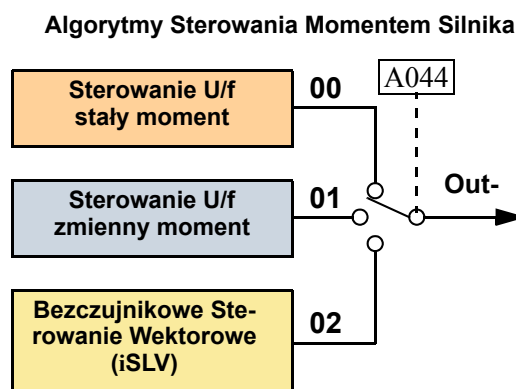 Algorytmy Sterowania Momentem Silnika
Sterowanie U/f
stały moment
00
A044
Sterowanie U/f
zmienny moment
01
Out-
Bezczujnikowe Ste-
rowanie Wektorowe
(iSLV)
02